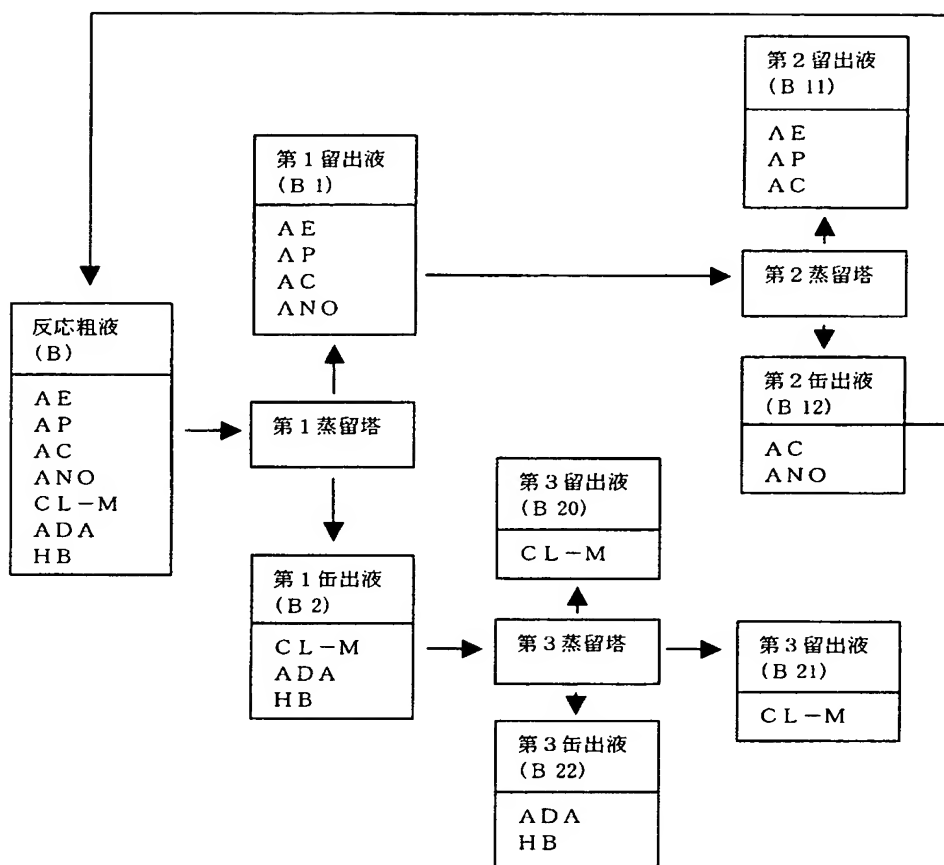 第2留出液
(B 11)
AE
AP
AC
第1留出液
(B 1)
AE
AP
AC
ANO
第2蒸留塔
反応粗液
(B)
AE
AP
AC
ANO
CL-M
ADA
HB
第1蒸留塔
第2缶出液
(B 12)
AC
ANO
第3留出液
(B 20)
CL-M
第1缶出液
(B 2)
CL-M
ADA
HB
第3蒸留塔
第3留出液
(B 21)
CL-M
第3缶出液
(B 22)
ADA
HB